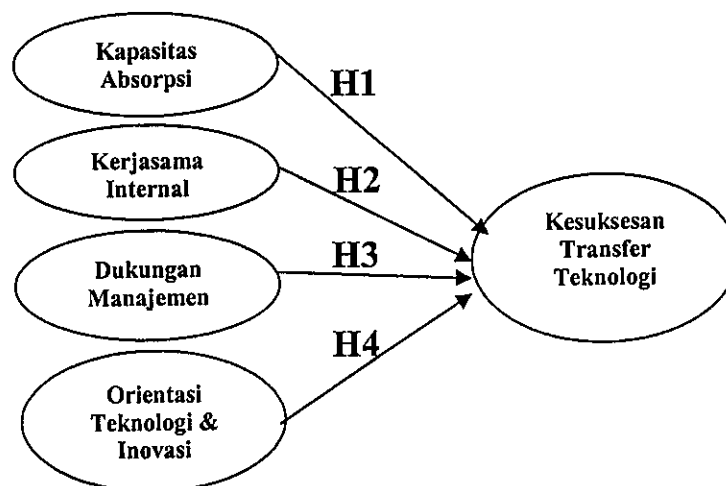 Kapasitas
Absorpsi
H1
Kerjasama
Internal
H2
Kesuksesan
Transfer
Teknologi
Dukungan
Manajemen
H3
H4
Orientasi
Teknologi &
Inovasi